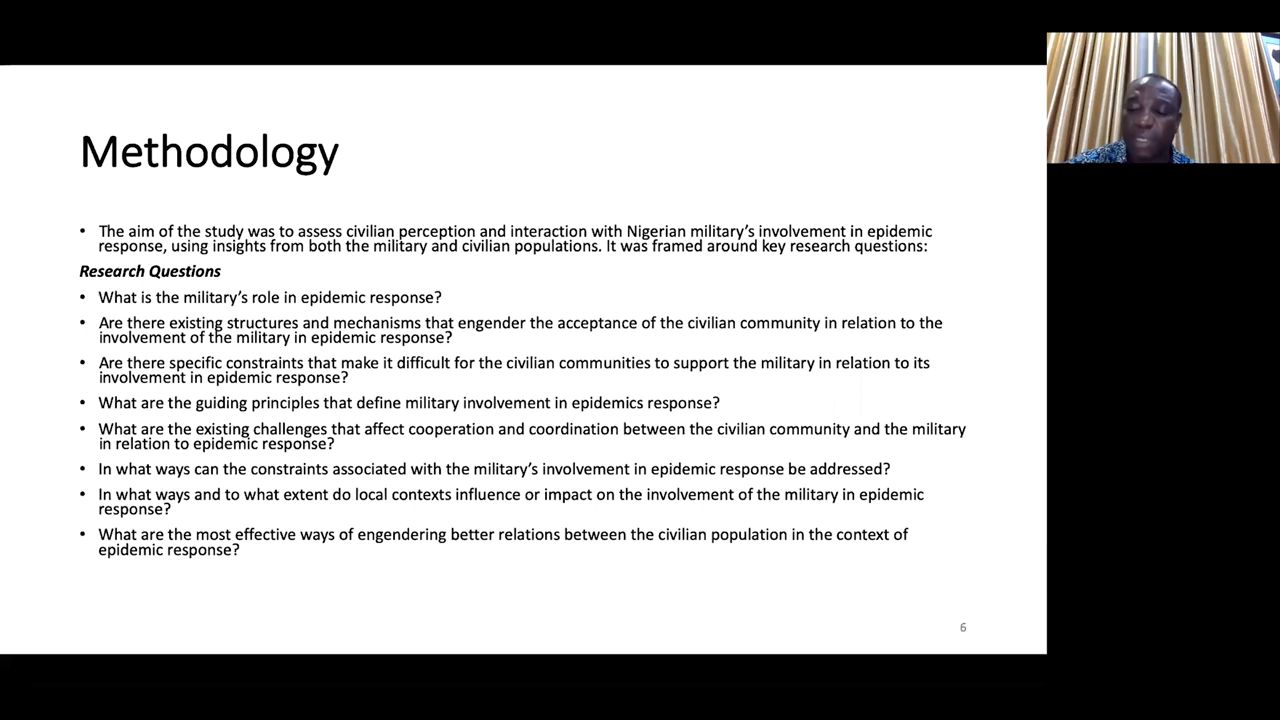 Methodology
• The aim of the study was to assess civilian perception and interaction with Nigerian military’s involvement in epidemic
response, using insights from both the military and civilian populations. It was framed around key research questions:
Research Questions
• What is the military’s role in epidemic response?
• Are there existing structures and mechanisms that engender the acceptance of the civilian community in relation to the
involvement of the military in epidemic response?
• Are there specific constraints that make it difficult for the civilian communities to support the military in relation to its
involvement in epidemic response?
• What are the guiding principles that define military involvement in epidemics response?
• What are the existing challenges that affect cooperation and coordination between the civilian community and the military
in relation to epidemic response?
• In what ways can the constraints associated with the military’s involvement in epidemic response be addressed?
• In what ways and to what extent do local contexts influence or impact on the involvement of the military in epidemic
response?
• What are the most effective ways of engendering better relations between the civilian population in the context of
epidemic response?
6